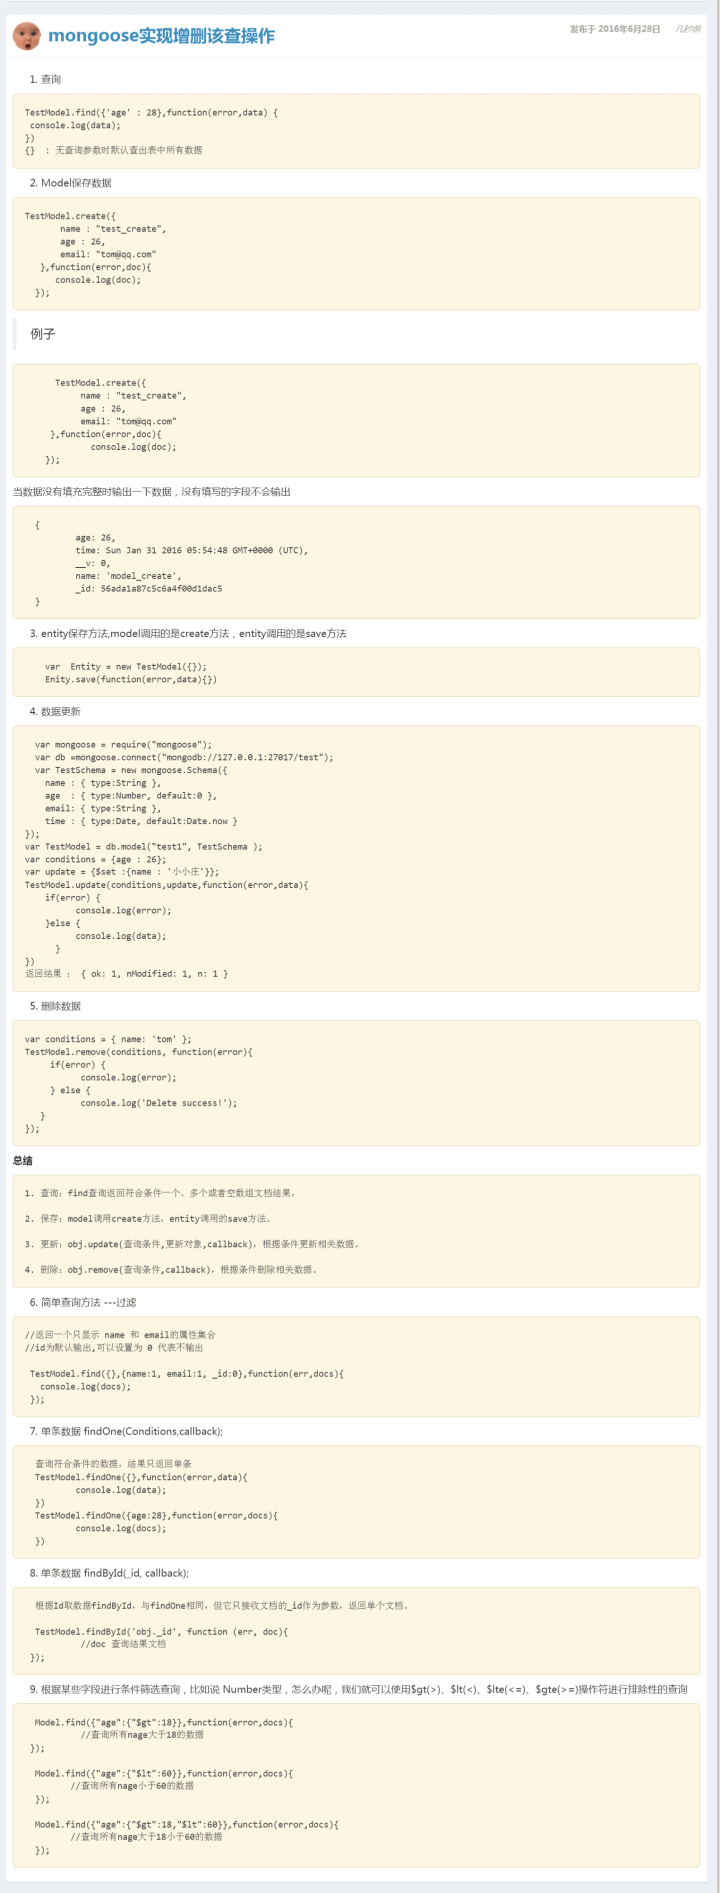 mongoose实现增删该查操作
发布于 2016年6月28日 几秒前
1. 查询
TestModel.find({'age' : 28},function(error,data) {
console.log(data);
})
{} : 无查询参数时默认查出表中所有数据
2. Model保存数据
TestModel.create({
name : "test_create",
age : 26,
email: "tom@qq.com"
},function(error,doc){
console.log(doc);
});
例子
TestModel.create({
name : "test_create",
age : 26,
email: "tom@qq.com"
},function(error,doc){
console.log(doc);
});
当数据没有填充完整时输出一下数据，没有填写的字段不会输出
{
age: 26,
time: Sun Jan 31 2016 05:54:48 GMT+0000 (UTC),
__v: 0,
name: 'model_create',
_id: 56ada1a87c5c6a4f00d1dac5
}
3. entity保存方法,model调用的是create方法，entity调用的是save方法
var Entity = new TestModel({});
Enity.save(function(error,data){})
4. 数据更新
var mongoose = require("mongoose");
var db =mongoose.connect("mongodb://127.0.0.1:27017/test");
var TestSchema = new mongoose.Schema({
name : { type:String },
age : { type:Number, default:0 },
email: { type:String },
time : { type:Date, default:Date.now }
});
var TestModel = db.model("test1", TestSchema );
var conditions = {age : 26};
var update = {$set :{name : '小小庄'}};
TestModel.update(conditions,update,function(error,data){
if(error) {
console.log(error);
}else {
console.log(data);
}
})
返回结果 ： { ok: 1, nModified: 1, n: 1 }
5. 删除数据
var conditions = { name: 'tom' };
TestModel.remove(conditions, function(error){
if(error) {
console.log(error);
} else {
console.log('Delete success!');
}
});
总结
1. 查询：find查询返回符合条件一个、多个或者空数组文档结果。
2. 保存：model调用create方法，entity调用的save方法。
3. 更新：obj.update(查询条件,更新对象,callback)，根据条件更新相关数据。
4. 删除：obj.remove(查询条件,callback)，根据条件删除相关数据。
6. 简单查询方法 ---过滤
//返回一个只显示 name 和 email的属性集合
//id为默认输出,可以设置为 0 代表不输出
TestModel.find({},{name:1, email:1, _id:0},function(err,docs){
console.log(docs);
});
7. 单条数据 findOne(Conditions,callback);
查询符合条件的数据，结果只返回单条
TestModel.findOne({},function(error,data){
console.log(data);
})
TestModel.findOne({age:28},function(error,docs){
console.log(docs);
})
8. 单条数据 findById(_id, callback);
根据Id取数据findById，与findOne相同，但它只接收文档的_id作为参数，返回单个文档。
TestModel.findById('obj._id', function (err, doc){
//doc 查询结果文档
});
9. 根据某些字段进行条件筛选查询，比如说 Number类型，怎么办呢，我们就可以使用$gt(>)、$lt(<)、$lte(<=)、$gte(>=)操作符进行排除性的查询
Model.find({"age":{"$gt":18}},function(error,docs){
//查询所有nage大于18的数据
});
Model.find({"age":{"$lt":60}},function(error,docs){
//查询所有nage小于60的数据
});
Model.find({"age":{"$gt":18,"$lt":60}},function(error,docs){
//查询所有nage大于18小于60的数据
});